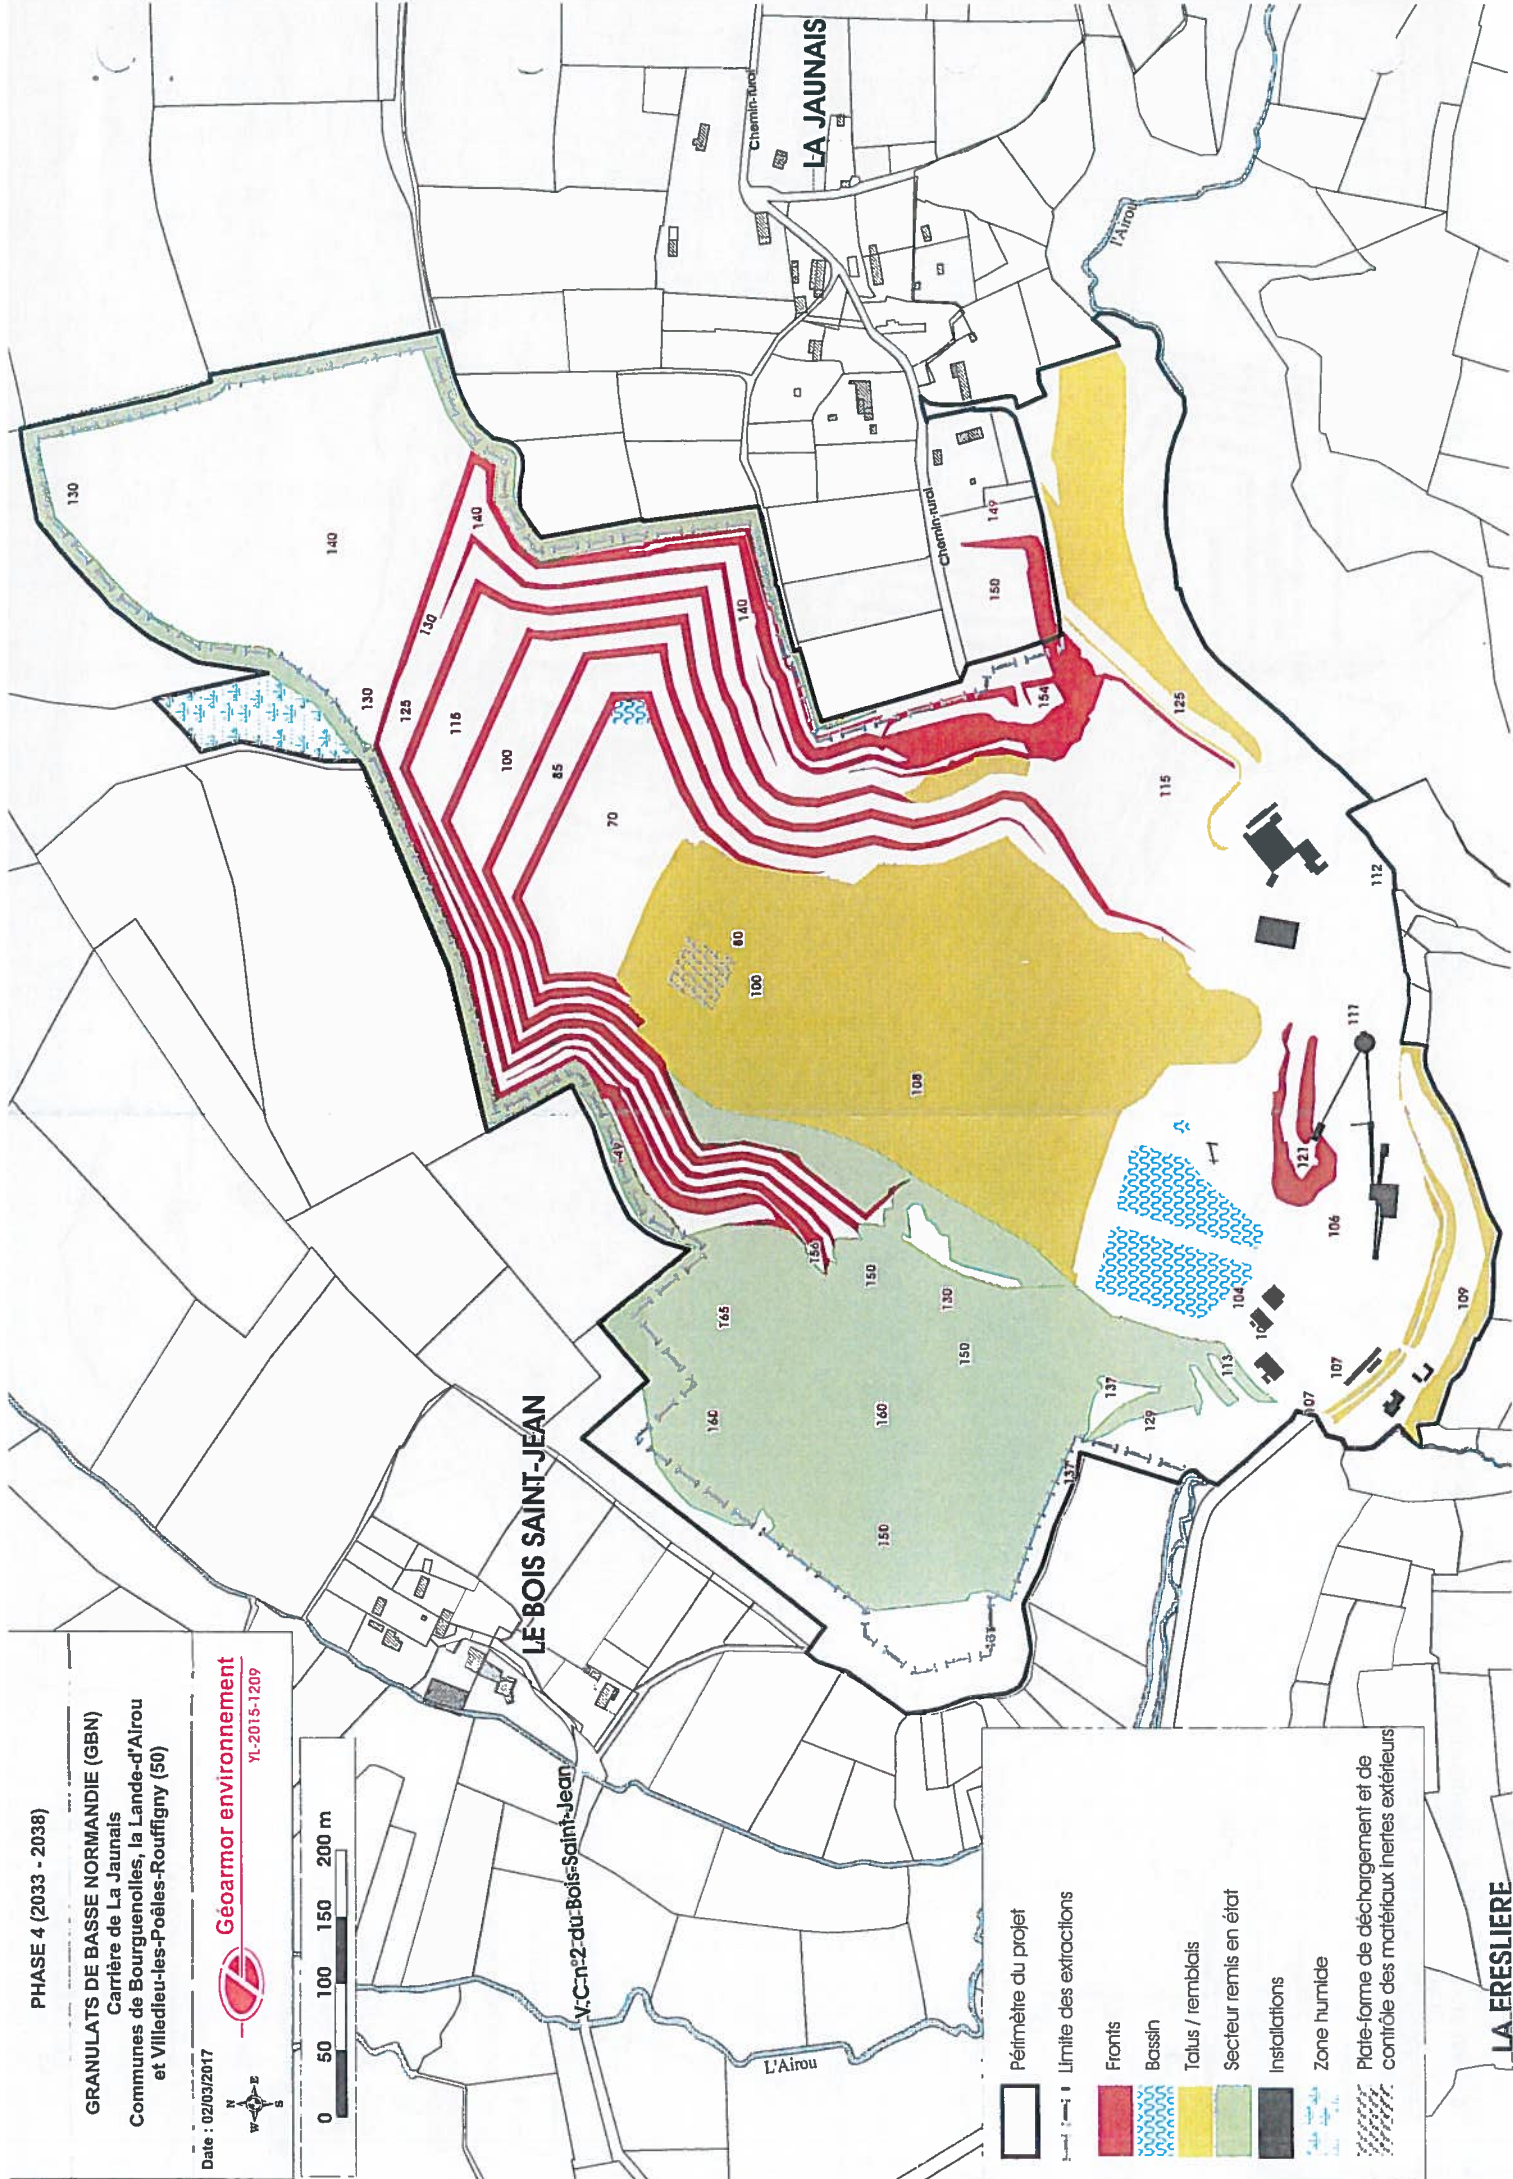 PHASE 4 (2033 - 2038)
GRANULATS DE BASSE NORMANDIE (GBN)
Carrière de La Jaunais
Communes de Bourguenolles, la Lande-d'Airou
et Villedieu-les-Poêles-Rouffigny (50)
Date : 02/03/2017
Géoarmor environnement
YL-2015-1209
N
W E
S
0 50 100 150 200 m
LE BOIS SAINT-JEAN
V.C.n°2-du-Bois-Saint-Jean
L'Airou
LA JAUNAIS
Chemin-rural
Chemin-rural
l'Airou
LA FRESLIERE
130
140
140
130
130
125
115
100
85
70
140
149
150
154
125
115
112
80
100
108
111
121
106
109
104
107
107
113
129
137
137
156
150
130
150
165
160
160
150
Périmètre du projet
Limite des extractions
Fronts
Bassin
Talus / remblais
Secteur remis en état
Installations
Zone humide
Plate-forme de déchargement et de
contrôle des matériaux inertes extérieurs